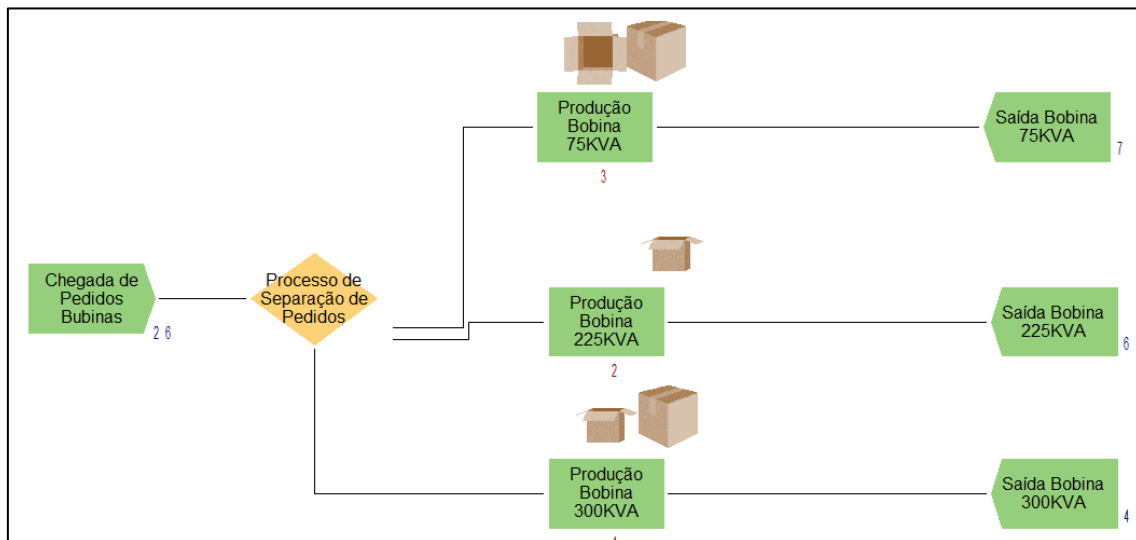 Produção
Bobina
75KVA
3
Saída Bobina
75KVA
7
Chegada de
Pedidos
Bubinas
2 6
Processo de
Separação de
Pedidos
Produção
Bobina
225KVA
2
Saída Bobina
225KVA
6
Produção
Bobina
300KVA
Saída Bobina
300KVA
4